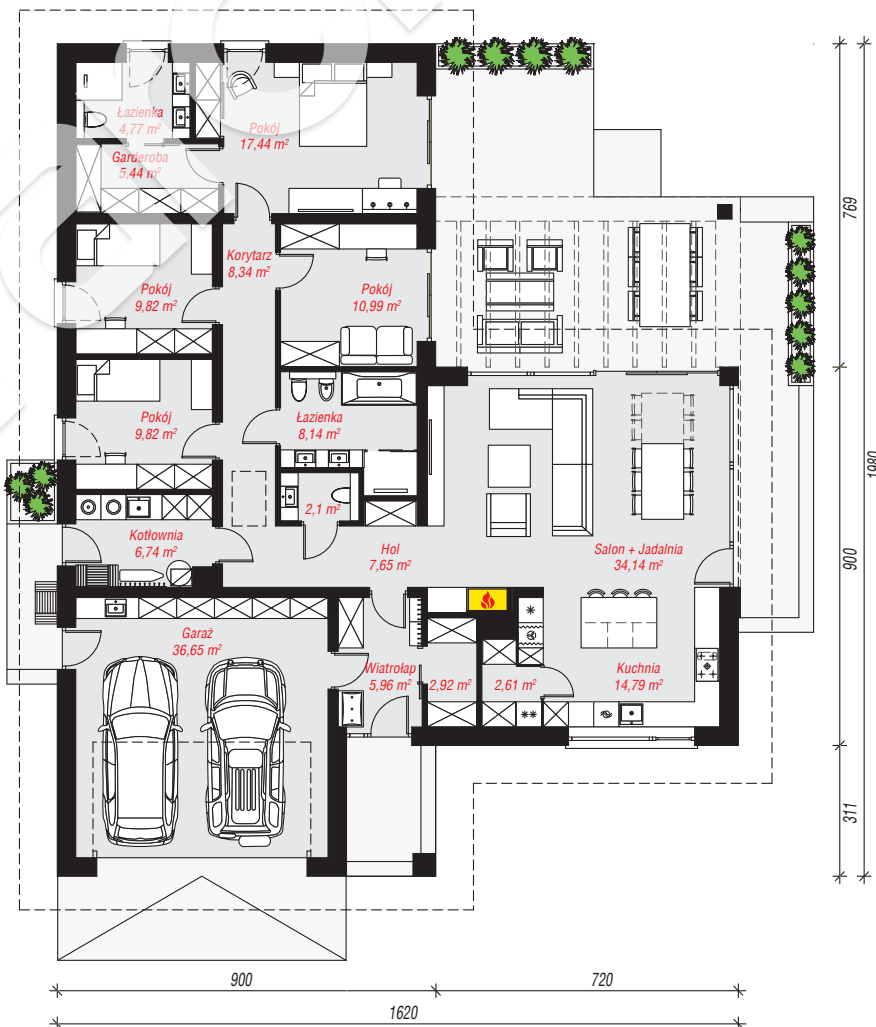 Łazienka
4,77 m²
Pokój
17,44 m²
Garderoba
5,44 m²
769
Korytarz
8,34 m²
Pokój
9,82 m²
Pokój
10,99 m²
Pokój
9,82 m²
Łazienka
8,14 m²
1980
2,1 m²
Kotłownia
6,74 m²
Hol
7,65 m²
Salon + Jadalnia
34,14 m²
900
Garaż
36,65 m²
Wiatrołap
5,96 m²
2,92 m²
2,61 m²
Kuchnia
14,79 m²
311
900
720
1620